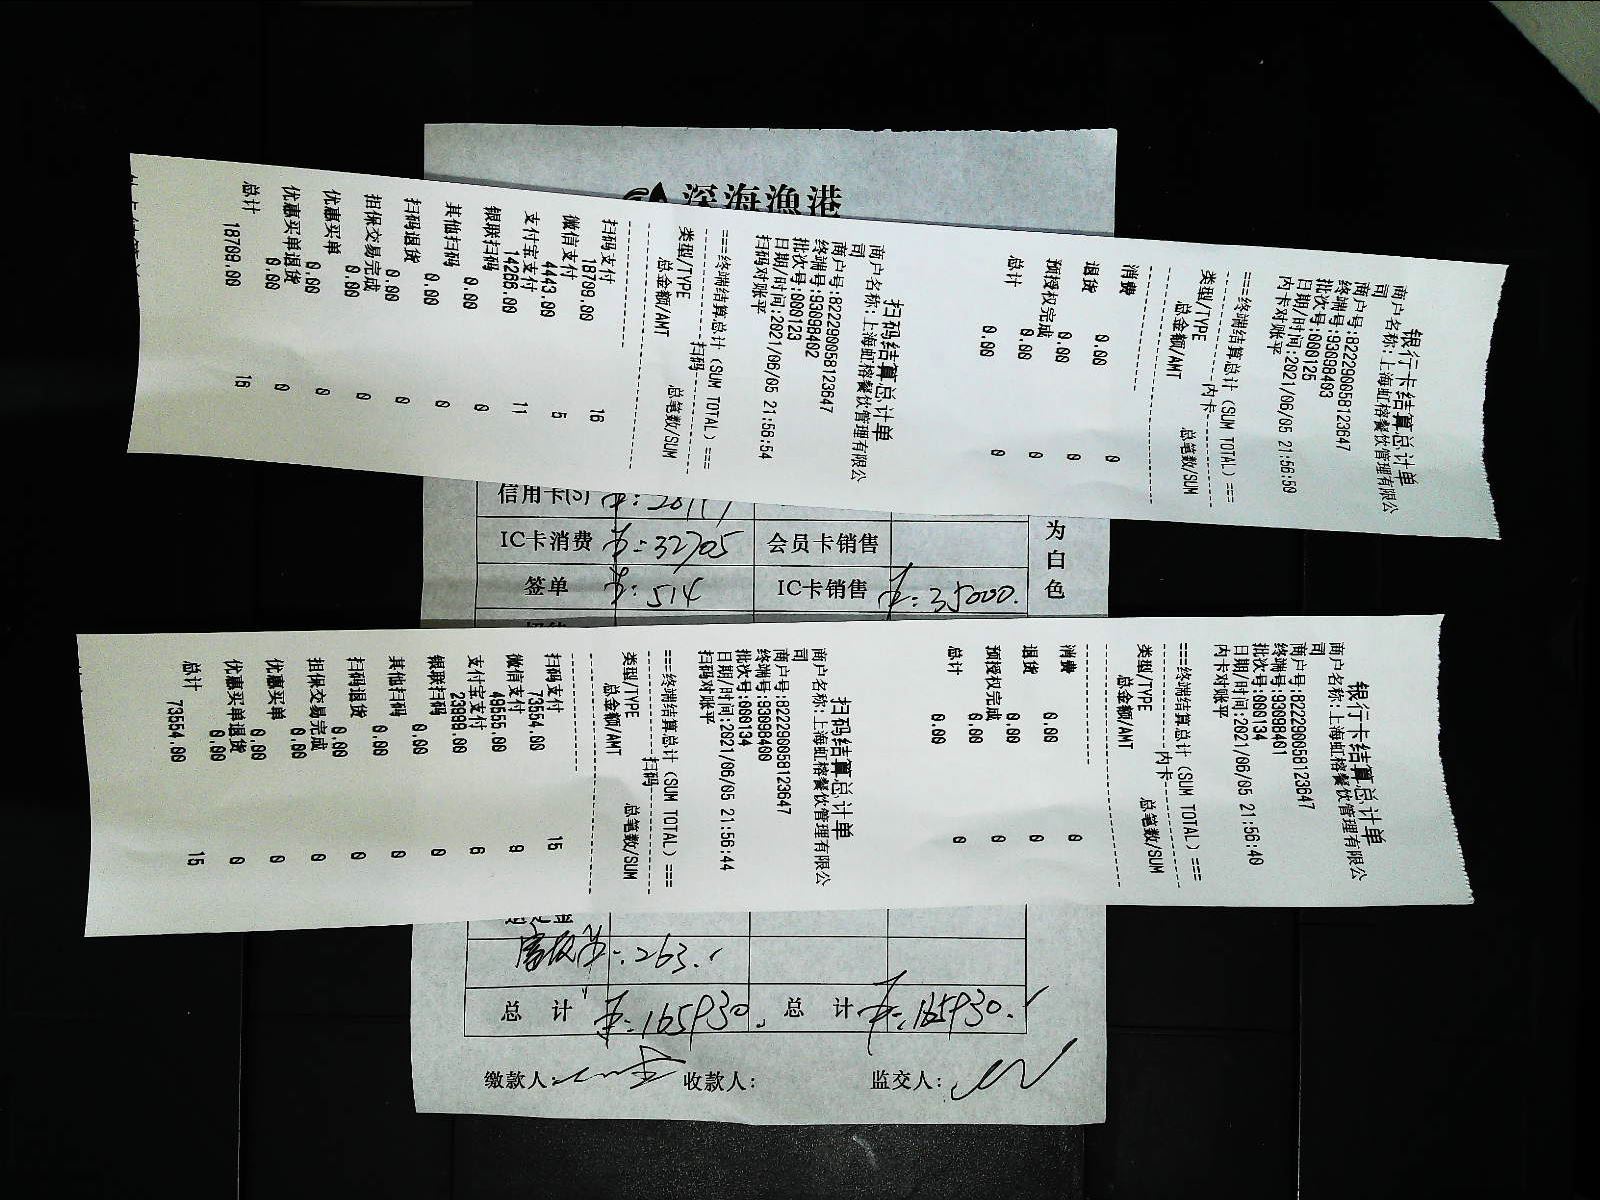 深海渔港
银行卡结算总计单
商户名称:上海虹榕餐饮管理有限公
司
商户号:822290058123647
终端号:93098403
批次号:000125
日期/时间:2021/06/05 21:56:59
内卡对账平
===终端结算总计(SUM TOTAL)===
内卡
类型/TYPE 总笔数/SUM
总金额/AMT
消费 0
0.00
退货 0
0.00
预授权完成 0
0.00
总计 0
0.00
扫码结算总计单
商户名称:上海虹榕餐饮管理有限公
司
商户号:822290058123647
终端号:93098402
批次号:000123
日期/时间:2021/06/05 21:56:54
扫码对账平
===终端结算总计(SUM TOTAL)===
扫码
类型/TYPE 总笔数/SUM
总金额/AMT
扫码支付 16
18709.00
微信支付 5
4443.00
支付宝支付 11
14266.00
银联扫码 0
0.00
其他扫码 0
0.00
扫码退货 0
0.00
担保交易完成 0
0.00
优惠买单 0
0.00
优惠买单退货 0
0.00
总计 16
18709.00
信用卡(S)
IC卡消费 32705 会员卡销售
签单 514 IC卡销售 35000.
为白色
银行卡结算总计单
商户名称:上海虹榕餐饮管理有限公
司
商户号:822290058123647
终端号:93098401
批次号:000134
日期/时间:2021/06/05 21:56:40
内卡对账平
===终端结算总计(SUM TOTAL)===
内卡
类型/TYPE 总笔数/SUM
总金额/AMT
消费 0
0.00
退货 0
0.00
预授权完成 0
0.00
总计 0
0.00
扫码结算总计单
商户名称:上海虹榕餐饮管理有限公
司
商户号:822290058123647
终端号:93098400
批次号:000134
日期/时间:2021/06/05 21:56:44
扫码对账平
===终端结算总计(SUM TOTAL)===
扫码
类型/TYPE 总笔数/SUM
总金额/AMT
扫码支付 15
73554.00
微信支付 9
49555.00
支付宝支付 6
23999.00
银联扫码 0
0.00
其他扫码 0
0.00
扫码退货 0
0.00
担保交易完成 0
0.00
优惠买单 0
0.00
优惠买单退货 0
0.00
总计 15
73554.00
263.
总计 165930. 总计 165930.
缴款人: 收款人: 监交人: